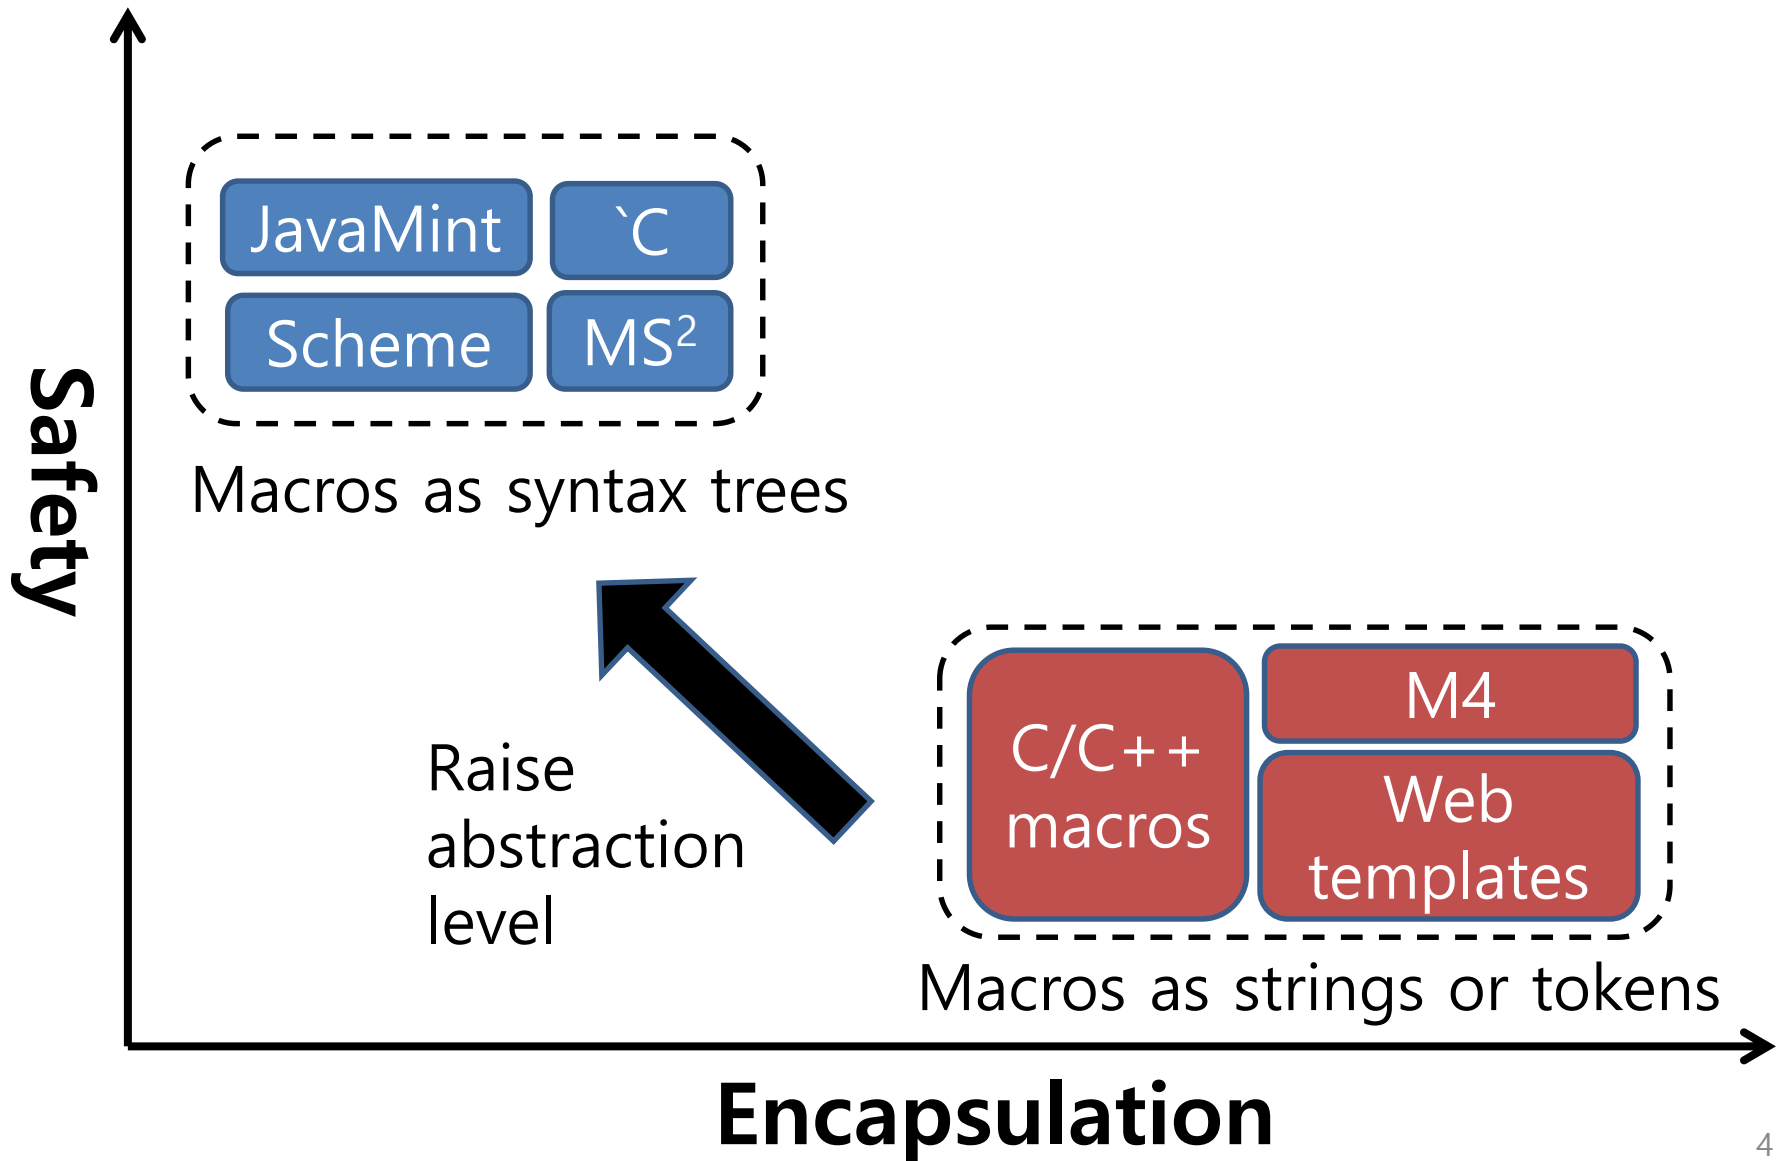 Safety
JavaMint
`C
Scheme
MS²
Macros as syntax trees
Raise
abstraction
level
C/C++
macros
M4
Web
templates
Macros as strings or tokens
Encapsulation
4